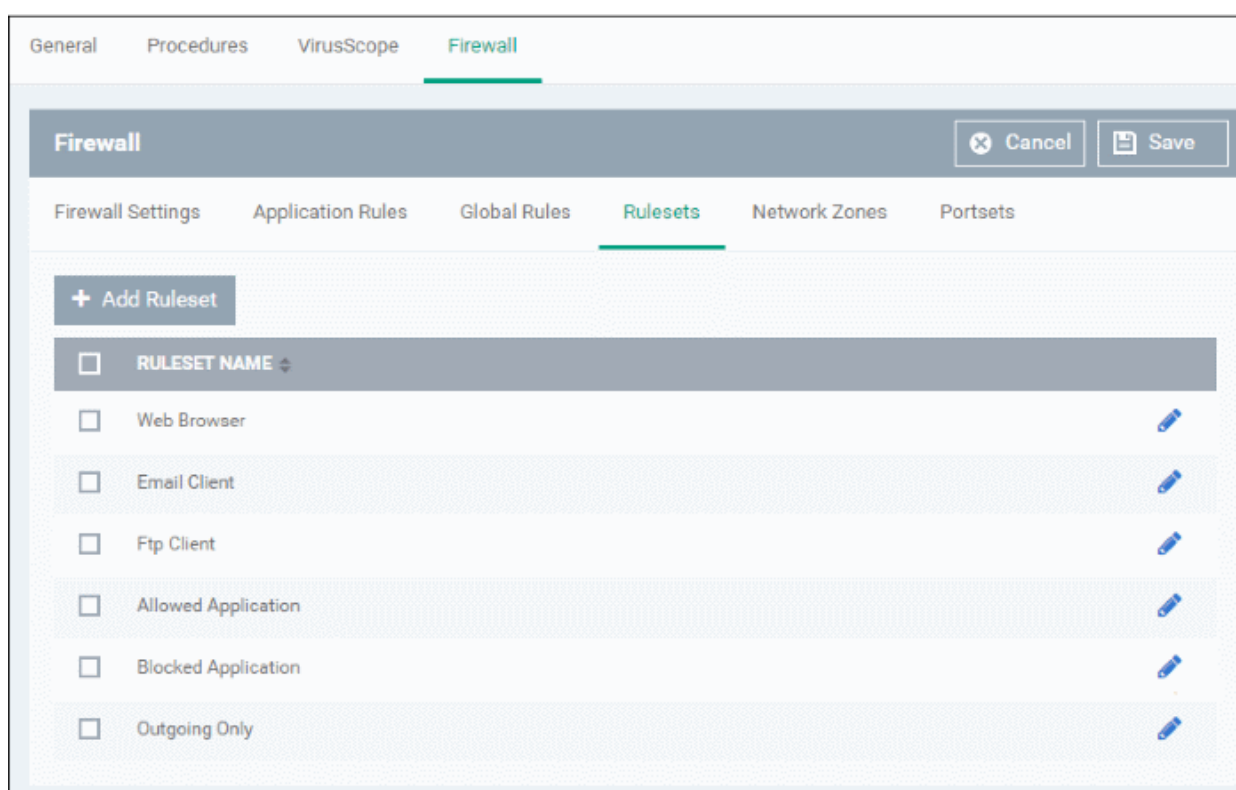 General Procedures VirusScope Firewall
Firewall Cancel Save
Firewall Settings Application Rules Global Rules Rulesets Network Zones Portsets
+ Add Ruleset
RULESET NAME
Web Browser
Email Client
Ftp Client
Allowed Application
Blocked Application
Outgoing Only